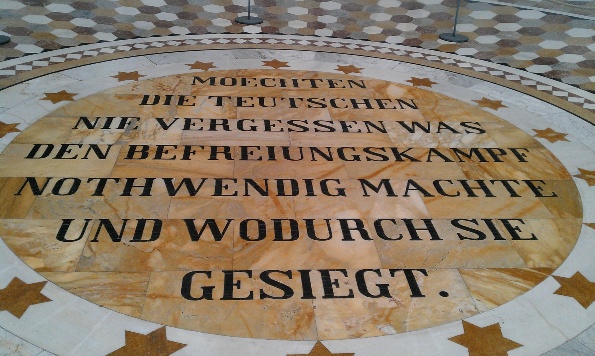 MOECHTEN
DIE TEUTSCHEN
NIE VERGESSEN WAS
DEN BEFREIUNGSKAMPF
NOTHWENDIG MACHTE
UND WODURCH SIE
GESIEGT.